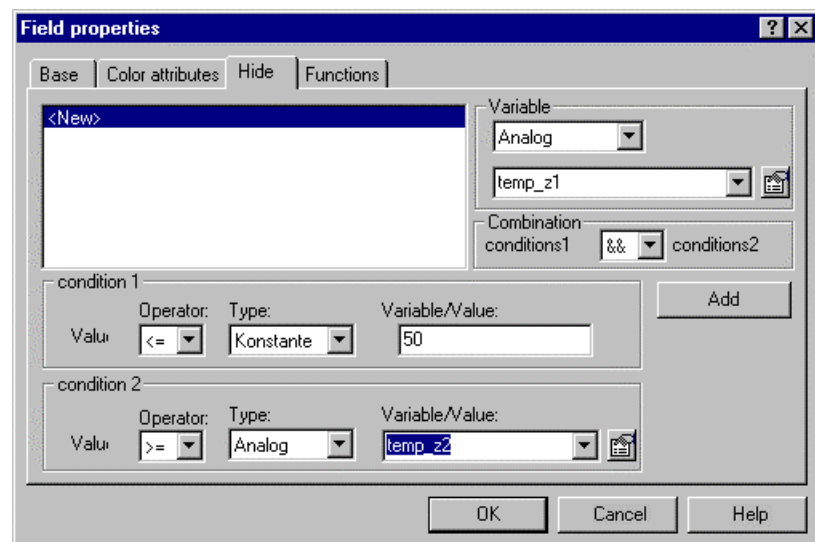 Field properties
Base Color attributes Hide Functions
<New>
Variable
Analog
temp_z1
Combination
conditions1 && conditions2
Add
condition 1
Operator: Type: Variable/Value:
Valu <= Konstante 50
condition 2
Operator: Type: Variable/Value:
Valu >= Analog temp_z2
OK Cancel Help